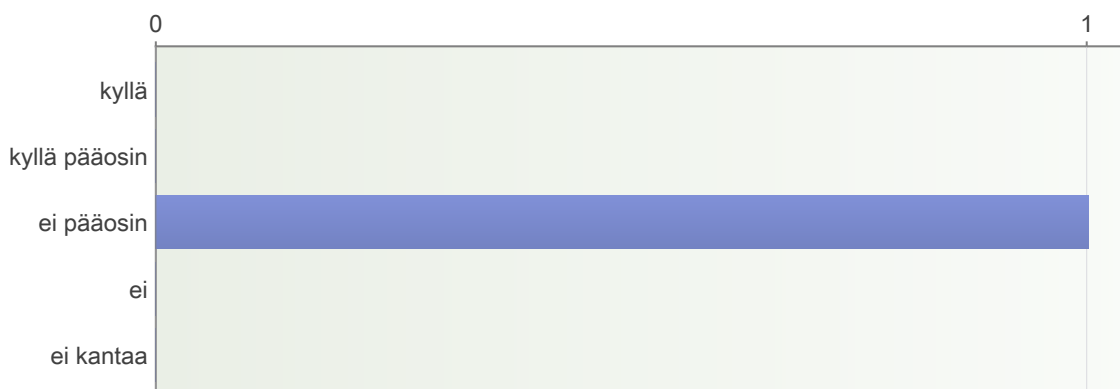 0 1
kyllä
kyllä pääosin
ei pääosin
ei
ei kantaa